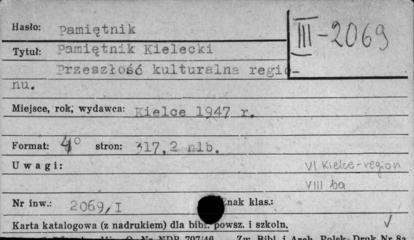 Hasło: Pamiętnik
III-2069
Tytuł: Pamiętnik Kielecki
Przeszłość kulturalna regio-
nu.
Miejsce, rok, wydawca: Kielce 1947 r.
Format: 4° stron: 317,2 nlb.
Uwagi:
VI Kielce-region
VIII ba
Nr inw.: 2069/I Znak klas.:
Karta katalogowa (z nadrukiem) dla bibl. powsz. i szkoln.